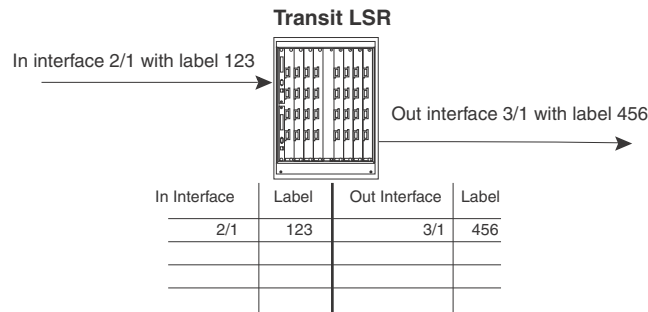 Transit LSR
In interface 2/1 with label 123
Out interface 3/1 with label 456
In Interface Label Out Interface Label
2/1 123 3/1 456